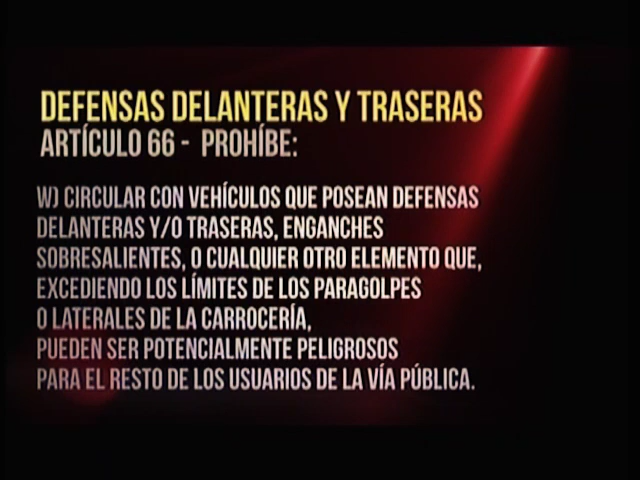 DEFENSAS DELANTERAS Y TRASERAS
ARTÍCULO 66 - PROHÍBE:
W) CIRCULAR CON VEHÍCULOS QUE POSEAN DEFENSAS
DELANTERAS Y/O TRASERAS, ENGANCHES
SOBRESALIENTES, O CUALQUIER OTRO ELEMENTO QUE,
EXCEDIENDO LOS LÍMITES DE LOS PARAGOLPES
O LATERALES DE LA CARROCERÍA,
PUEDEN SER POTENCIALMENTE PELIGROSOS
PARA EL RESTO DE LOS USUARIOS DE LA VÍA PÚBLICA.